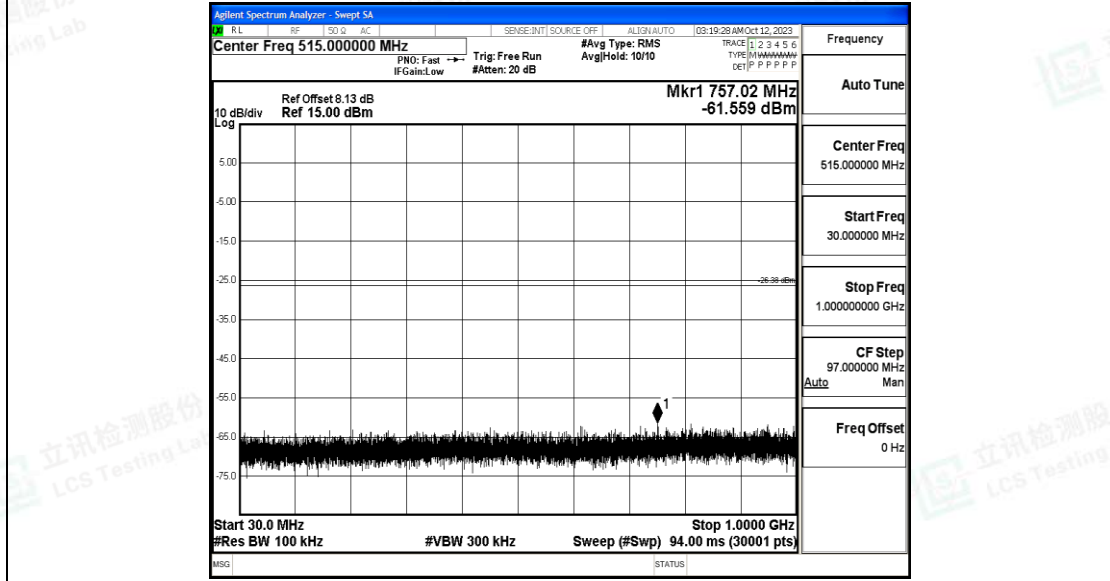 Agilent Spectrum Analyzer - Swept SA
RL RF 50 Ω AC SENSE:INT SOURCE OFF ALIGN AUTO 03:19:28 AM Oct 12, 2023
Center Freq 515.000000 MHz
PNO: Fast
IFGain:Low
Trig: Free Run
#Atten: 20 dB
#Avg Type: RMS
Avg|Hold: 10/10
TRACE 1 2 3 4 5 6
TYPE MWWWWW
DET P P P P P P
Mkr1 757.02 MHz
-61.559 dBm
Ref Offset 8.13 dB
10 dB/div Ref 15.00 dBm
Log
5.00
-5.00
-15.0
-25.0
-26.38 dBm
-35.0
-45.0
-55.0
1
-65.0
-75.0
Start 30.0 MHz Stop 1.0000 GHz
#Res BW 100 kHz #VBW 300 kHz Sweep (#Swp) 94.00 ms (30001 pts)
MSG STATUS
Frequency
Auto Tune
Center Freq
515.000000 MHz
Start Freq
30.000000 MHz
Stop Freq
1.000000000 GHz
CF Step
97.000000 MHz
Auto Man
Freq Offset
0 Hz
立讯检测股份
LCS Testing Lab
立讯检测股
LCS Testing